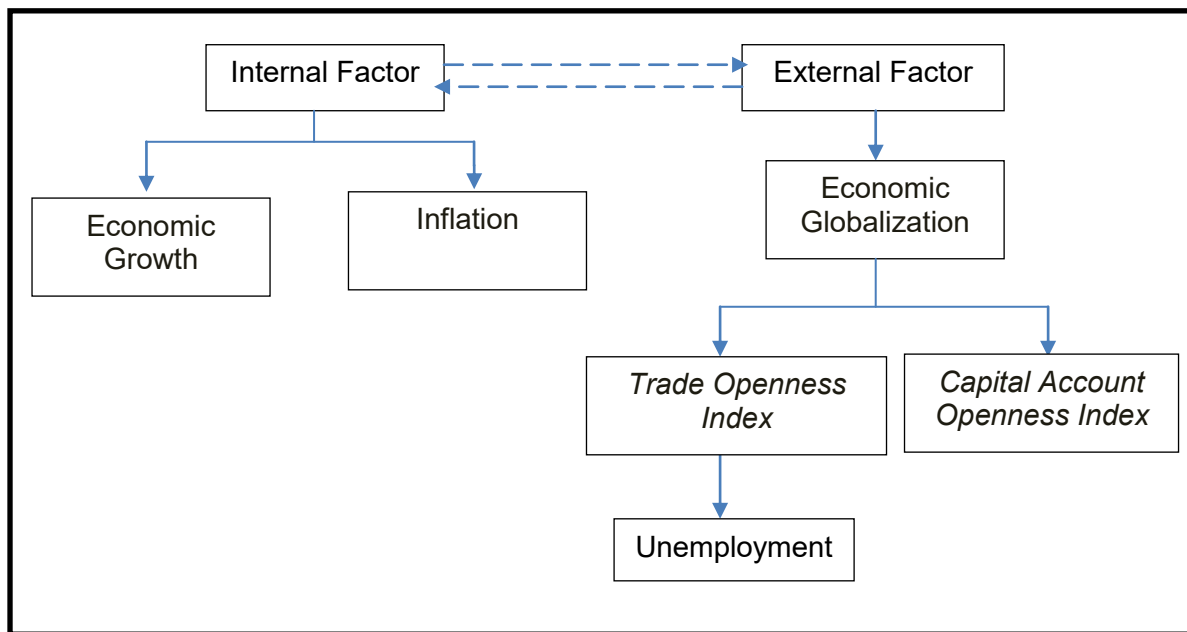 Internal Factor
External Factor
Economic
Growth
Inflation
Economic
Globalization
Trade Openness
Index
Capital Account
Openness Index
Unemployment